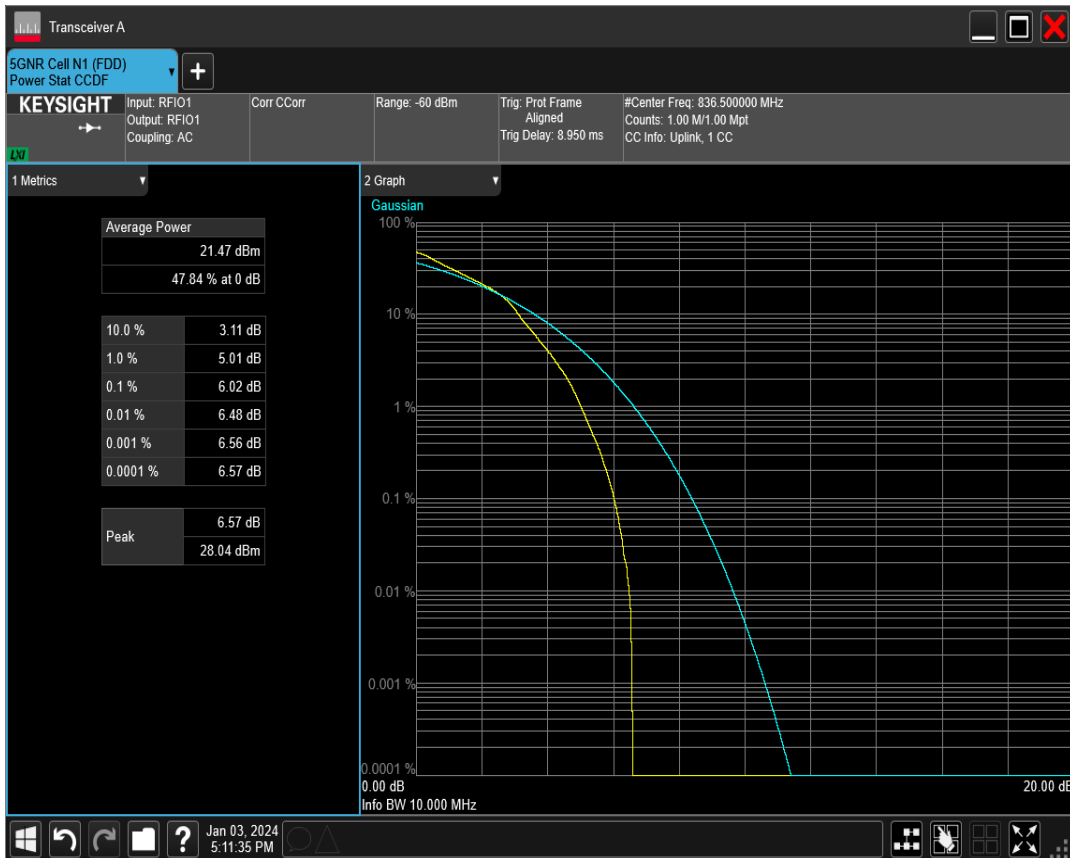 Transceiver A
5GNR Cell N1 (FDD)
Power Stat CCDF
+
KEYSIGHT
LXI
Input: RFIO1
Output: RFIO1
Coupling: AC
Corr CCorr
Range: -60 dBm
Trig: Prot Frame
Aligned
Trig Delay: 8.950 ms
#Center Freq: 836.500000 MHz
Counts: 1.00 M/1.00 Mpt
CC Info: Uplink, 1 CC
1 Metrics
Average Power
21.47 dBm
47.84 % at 0 dB
10.0 % 3.11 dB
1.0 % 5.01 dB
0.1 % 6.02 dB
0.01 % 6.48 dB
0.001 % 6.56 dB
0.0001 % 6.57 dB
Peak
6.57 dB
28.04 dBm
2 Graph
Gaussian
100 %
10 %
1 %
0.1 %
0.01 %
0.001 %
0.0001 %
0.00 dB
20.00 dB
Info BW 10.000 MHz
?
Jan 03, 2024
5:11:35 PM